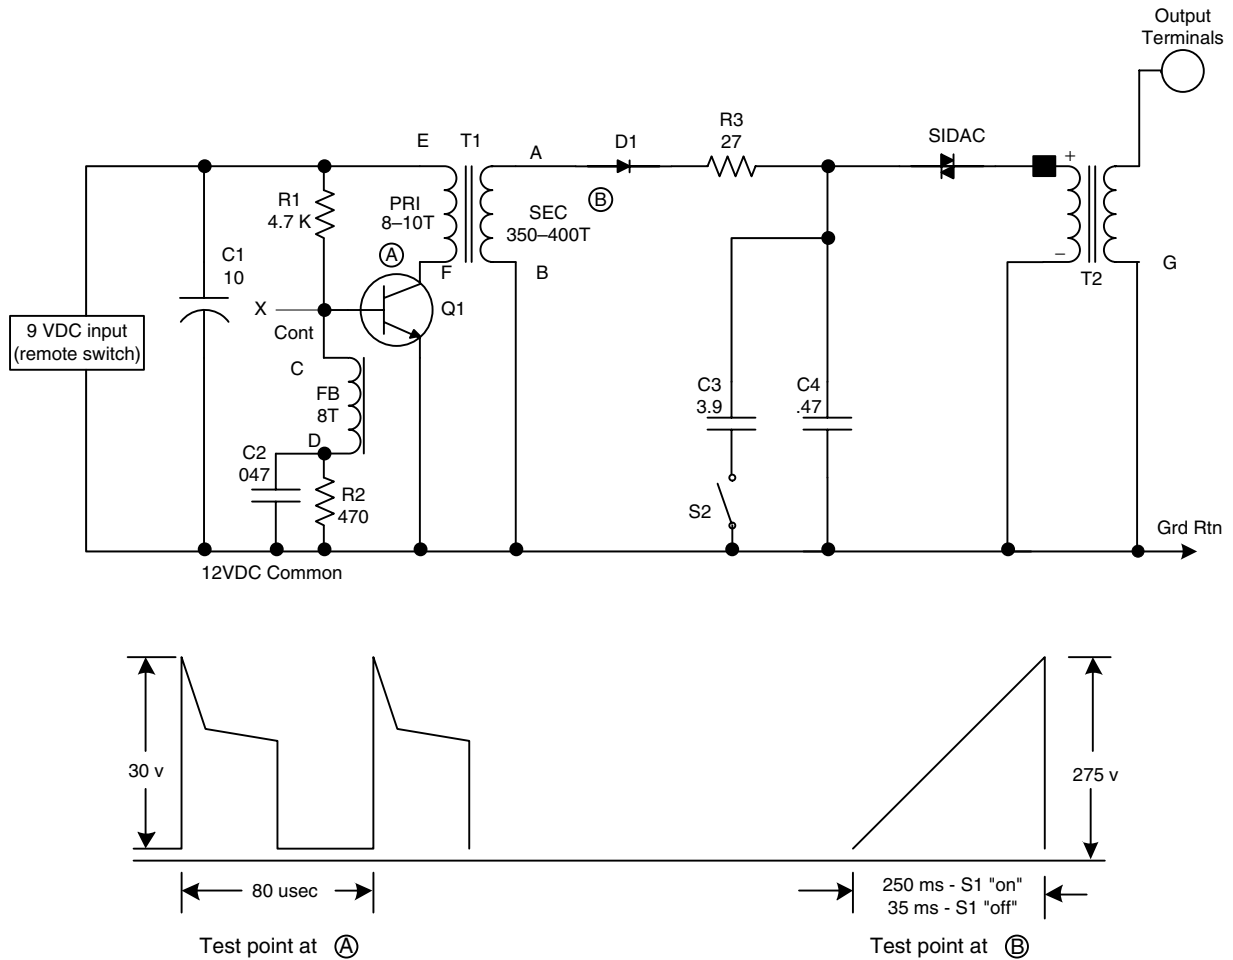 Output
Terminals
R3
27
SIDAC
E
T1
A
D1
+
R1
4.7 K
PRI
8–10T
B
SEC
350–400T
C1
10
A
F
B
–
T2
G
X
Cont
Q1
9 VDC input
(remote switch)
C
FB
8T
C3
3.9
C4
.47
D
C2
047
R2
470
S2
Grd Rtn
12VDC Common
30 v
275 v
80 usec
250 ms - S1 "on"
35 ms - S1 "off"
Test point at A
Test point at B